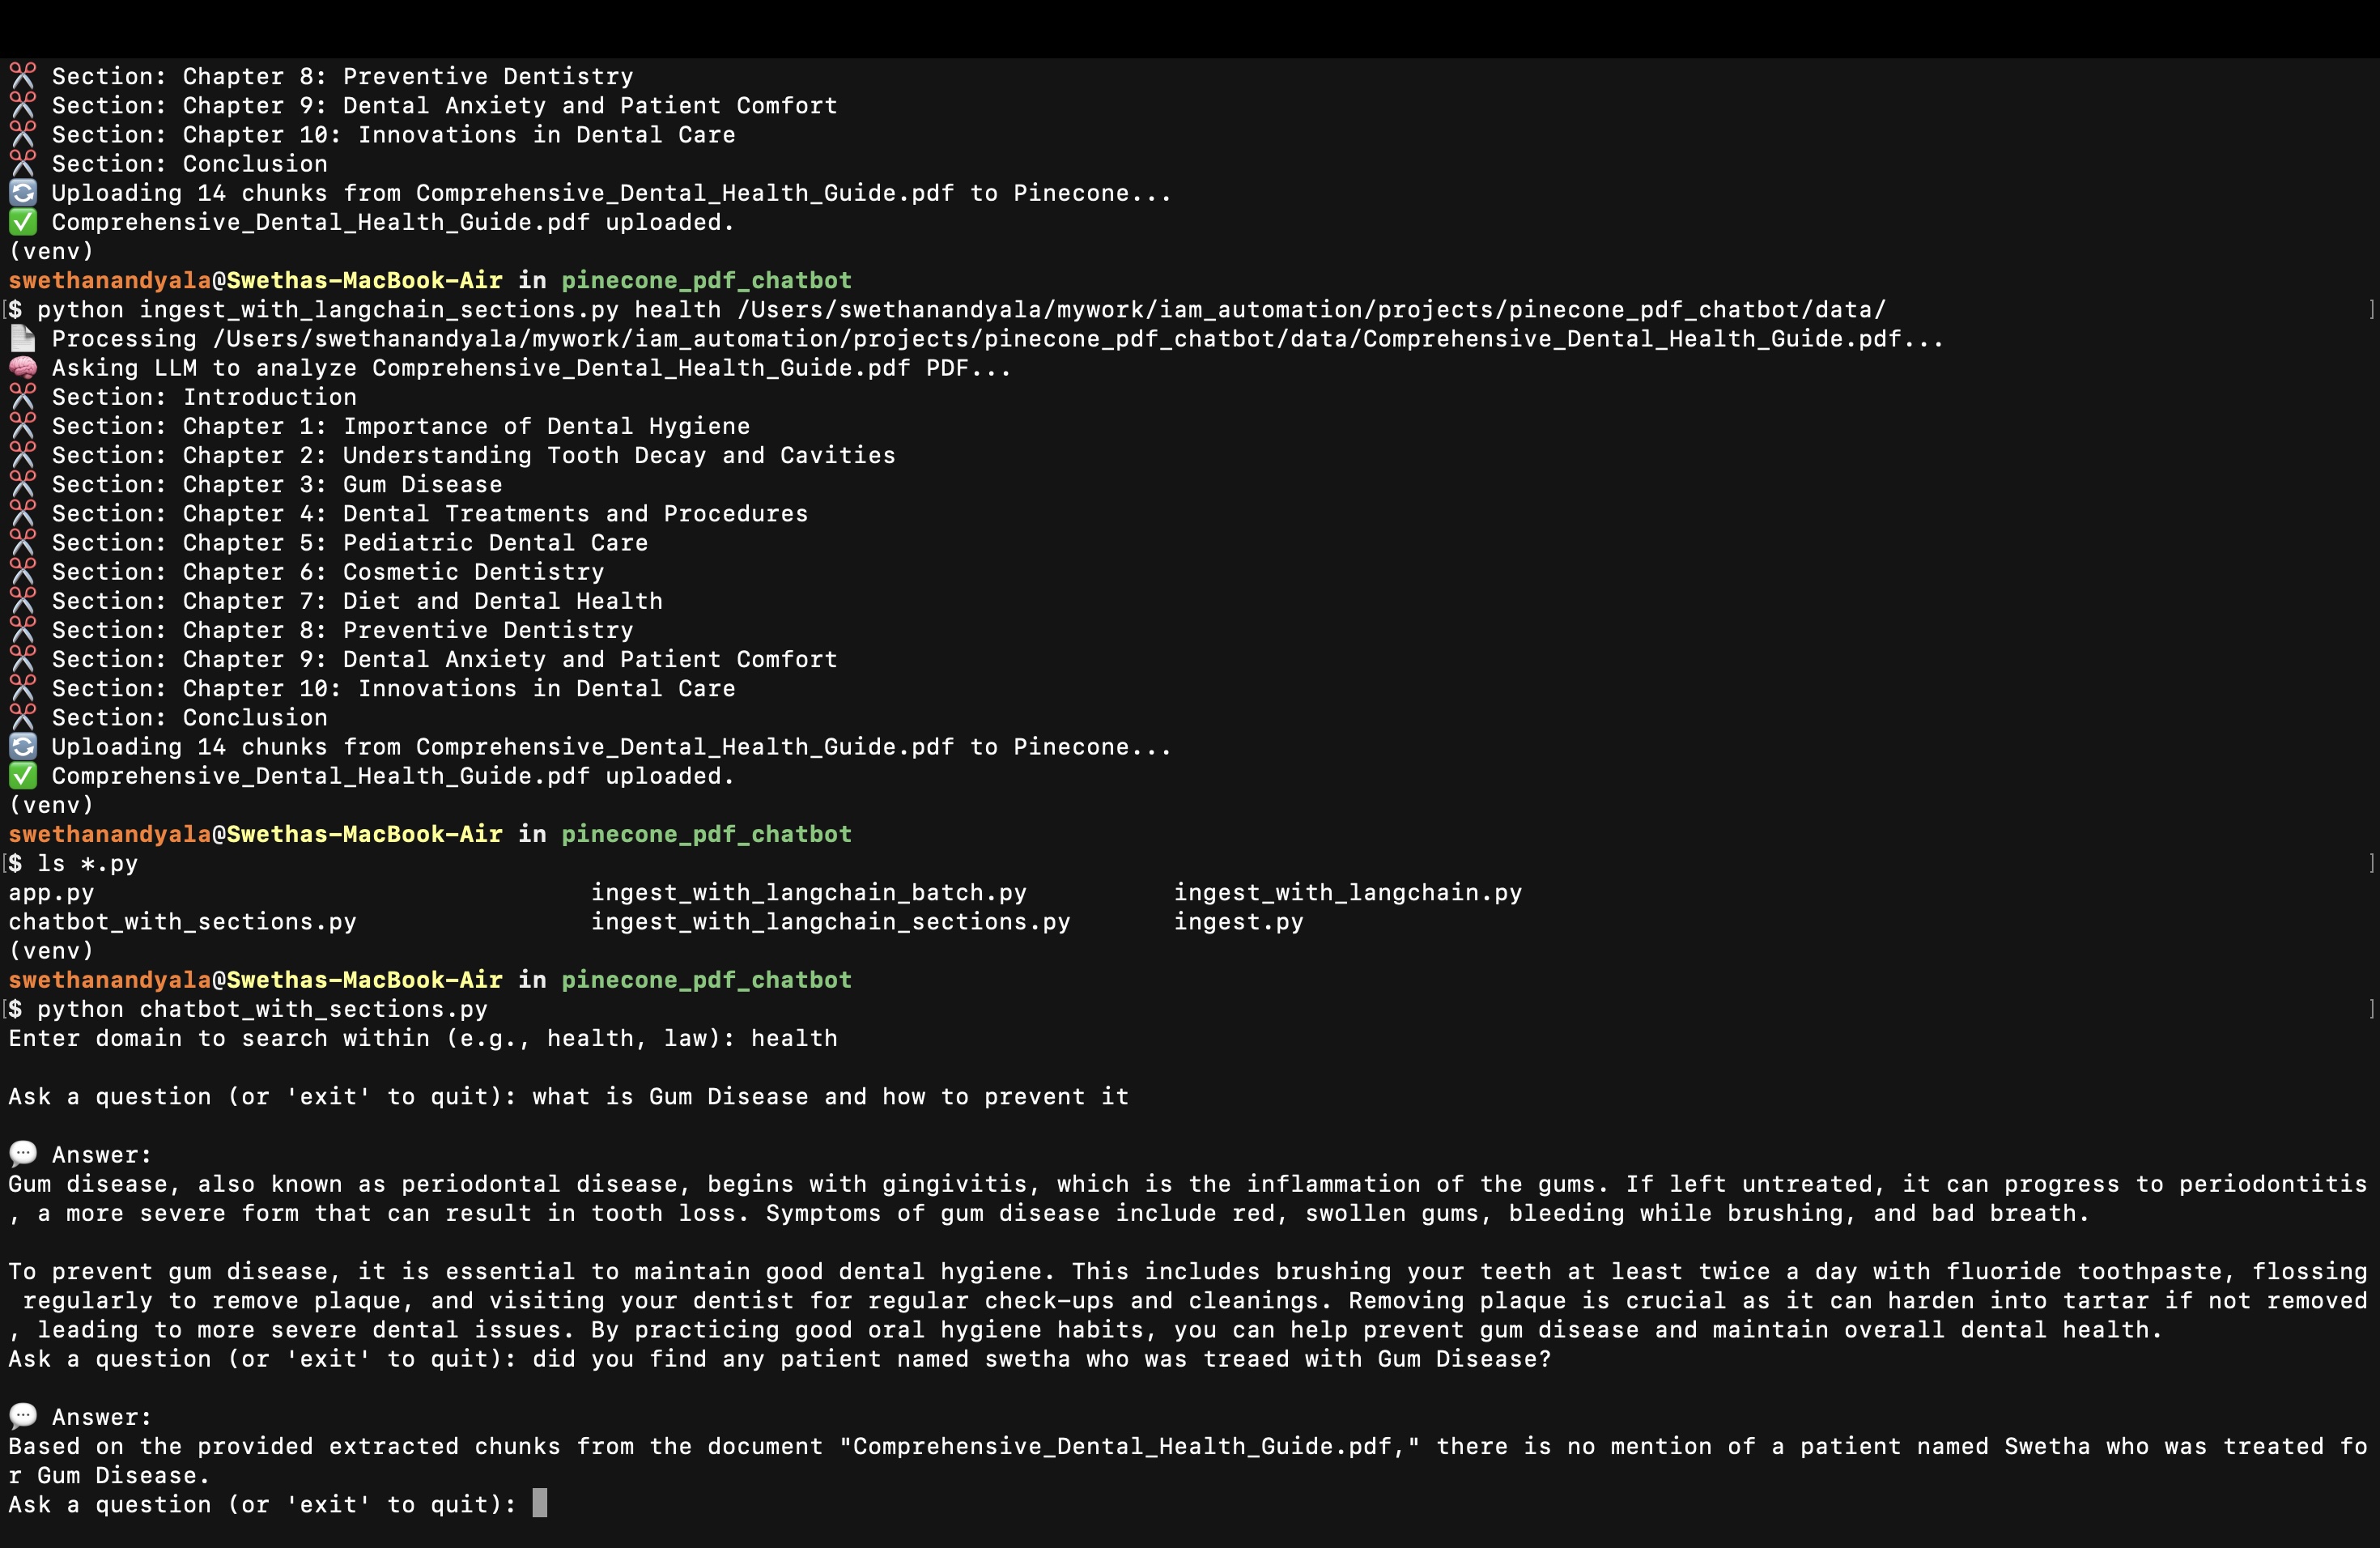 ✂️ Section: Chapter 8: Preventive Dentistry
✂️ Section: Chapter 9: Dental Anxiety and Patient Comfort
✂️ Section: Chapter 10: Innovations in Dental Care
✂️ Section: Conclusion
🔄 Uploading 14 chunks from Comprehensive_Dental_Health_Guide.pdf to Pinecone...
✅ Comprehensive_Dental_Health_Guide.pdf uploaded.
(venv)
swethanandyala@Swethas-MacBook-Air in pinecone_pdf_chatbot
[$ python ingest_with_langchain_sections.py health /Users/swethanandyala/mywork/iam_automation/projects/pinecone_pdf_chatbot/data/ ]
📄 Processing /Users/swethanandyala/mywork/iam_automation/projects/pinecone_pdf_chatbot/data/Comprehensive_Dental_Health_Guide.pdf...
🧠 Asking LLM to analyze Comprehensive_Dental_Health_Guide.pdf PDF...
✂️ Section: Introduction
✂️ Section: Chapter 1: Importance of Dental Hygiene
✂️ Section: Chapter 2: Understanding Tooth Decay and Cavities
✂️ Section: Chapter 3: Gum Disease
✂️ Section: Chapter 4: Dental Treatments and Procedures
✂️ Section: Chapter 5: Pediatric Dental Care
✂️ Section: Chapter 6: Cosmetic Dentistry
✂️ Section: Chapter 7: Diet and Dental Health
✂️ Section: Chapter 8: Preventive Dentistry
✂️ Section: Chapter 9: Dental Anxiety and Patient Comfort
✂️ Section: Chapter 10: Innovations in Dental Care
✂️ Section: Conclusion
🔄 Uploading 14 chunks from Comprehensive_Dental_Health_Guide.pdf to Pinecone...
✅ Comprehensive_Dental_Health_Guide.pdf uploaded.
(venv)
swethanandyala@Swethas-MacBook-Air in pinecone_pdf_chatbot
[$ ls *.py ]
app.py ingest_with_langchain_batch.py ingest_with_langchain.py
chatbot_with_sections.py ingest_with_langchain_sections.py ingest.py
(venv)
swethanandyala@Swethas-MacBook-Air in pinecone_pdf_chatbot
[$ python chatbot_with_sections.py ]
Enter domain to search within (e.g., health, law): health
Ask a question (or 'exit' to quit): what is Gum Disease and how to prevent it
💬 Answer:
Gum disease, also known as periodontal disease, begins with gingivitis, which is the inflammation of the gums. If left untreated, it can progress to periodontitis
, a more severe form that can result in tooth loss. Symptoms of gum disease include red, swollen gums, bleeding while brushing, and bad breath.
To prevent gum disease, it is essential to maintain good dental hygiene. This includes brushing your teeth at least twice a day with fluoride toothpaste, flossing
regularly to remove plaque, and visiting your dentist for regular check-ups and cleanings. Removing plaque is crucial as it can harden into tartar if not removed
, leading to more severe dental issues. By practicing good oral hygiene habits, you can help prevent gum disease and maintain overall dental health.
Ask a question (or 'exit' to quit): did you find any patient named swetha who was treaed with Gum Disease?
💬 Answer:
Based on the provided extracted chunks from the document "Comprehensive_Dental_Health_Guide.pdf," there is no mention of a patient named Swetha who was treated fo
r Gum Disease.
Ask a question (or 'exit' to quit):